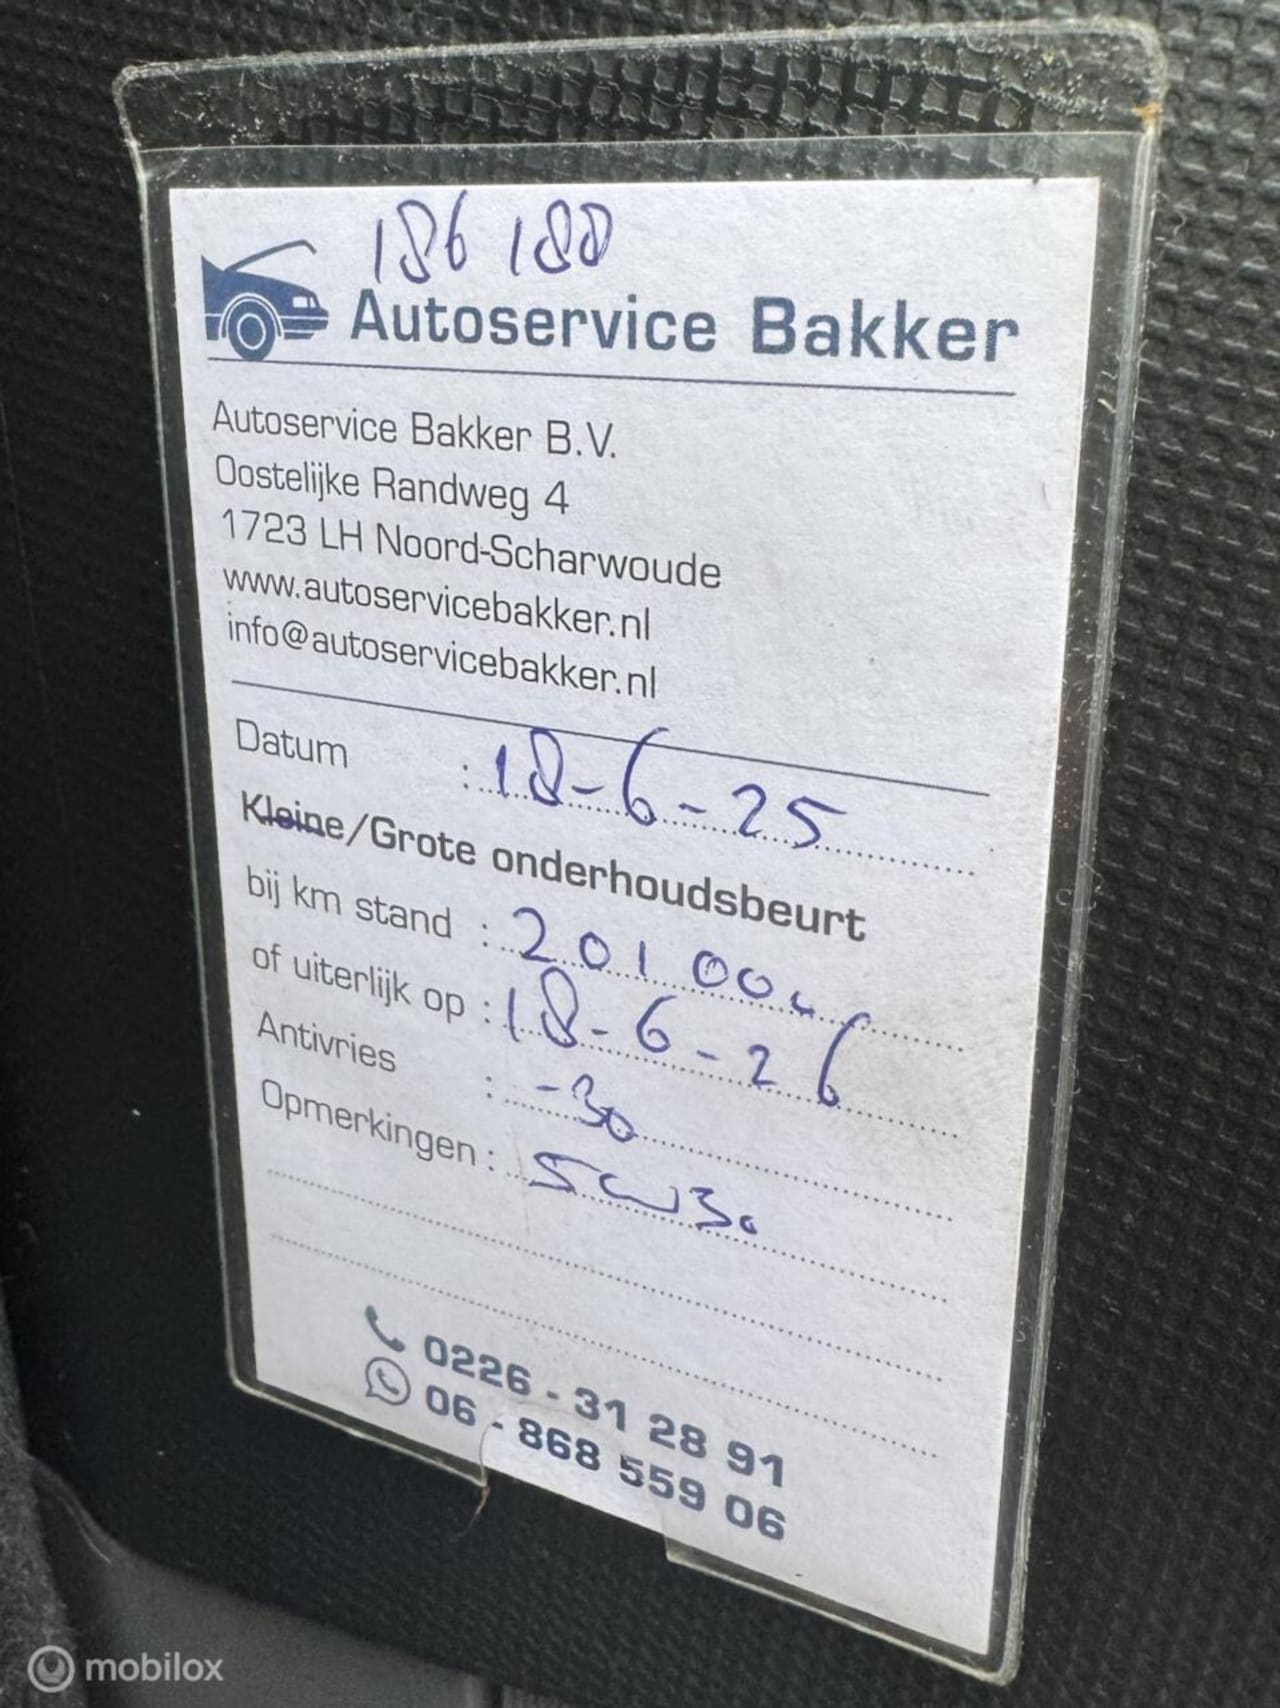 186 188
Autoservice Bakker
Autoservice Bakker B.V.
Oostelijke Randweg 4
1723 LH Noord-Scharwoude
www.autoservicebakker.nl
info@autoservicebakker.nl
Datum : 18-6-25
Kleine/Grote onderhoudsbeurt
bij km stand : 201 000
of uiterlijk op : 18-6-26
Antivries : -30
Opmerkingen : 5w30
0226 - 31 28 91
06 - 868 559 06
mobilox